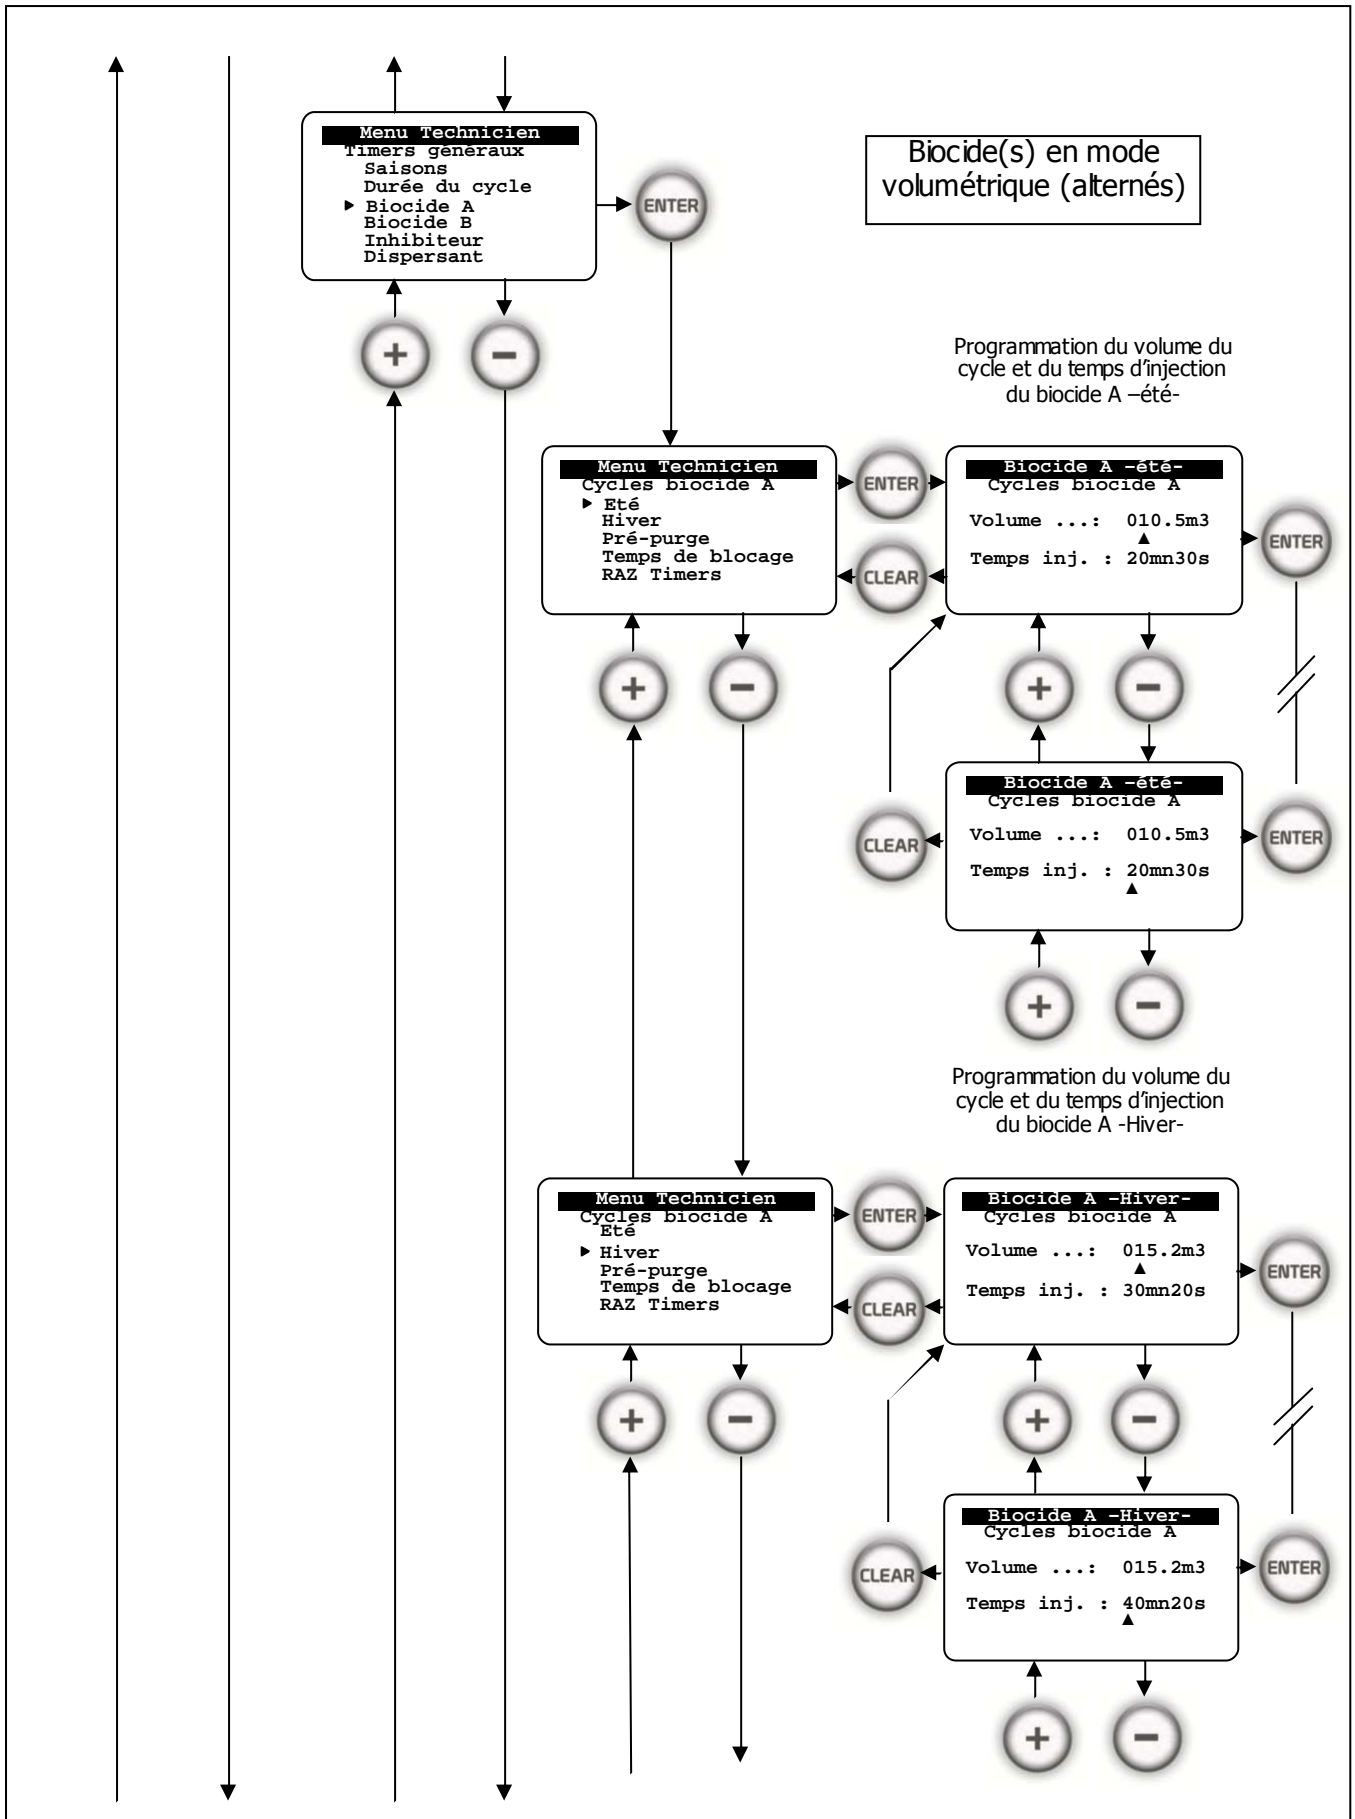 Menu Technicien
Timers généraux
Saisons
Durée du cycle
▶ Biocide A
Biocide B
Inhibiteur
Dispersant
ENTER
Biocide(s) en mode
volumétrique (alternés)
+
−
Programmation du volume du
cycle et du temps d'injection
du biocide A –été-
Menu Technicien
Cycles biocide A
▶ Eté
Hiver
Pré-purge
Temps de blocage
RAZ Timers
ENTER
CLEAR
Biocide A –été-
Cycles biocide A
Volume ...: 010.5m3
▲
Temps inj. : 20mn30s
ENTER
+
−
+
−
Biocide A –été-
Cycles biocide A
Volume ...: 010.5m3
Temps inj. : 20mn30s
▲
CLEAR
ENTER
+
−
Programmation du volume du
cycle et du temps d'injection
du biocide A -Hiver-
Menu Technicien
Cycles biocide A
Eté
▶ Hiver
Pré-purge
Temps de blocage
RAZ Timers
ENTER
CLEAR
Biocide A –Hiver-
Cycles biocide A
Volume ...: 015.2m3
▲
Temps inj. : 30mn20s
ENTER
+
−
+
−
Biocide A –Hiver-
Cycles biocide A
Volume ...: 015.2m3
Temps inj. : 40mn20s
▲
CLEAR
ENTER
+
−